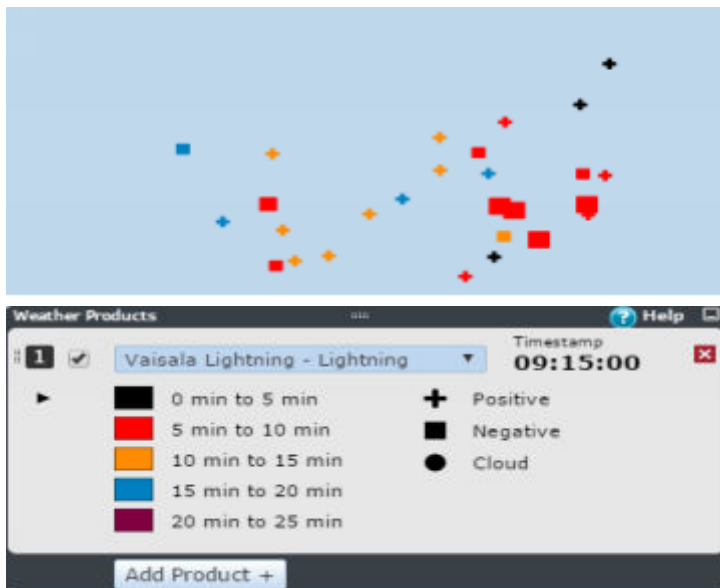 Weather Products Help
1 Vaisala Lightning - Lightning Timestamp
09:15:00
0 min to 5 min Positive
5 min to 10 min Negative
10 min to 15 min Cloud
15 min to 20 min
20 min to 25 min
Add Product +